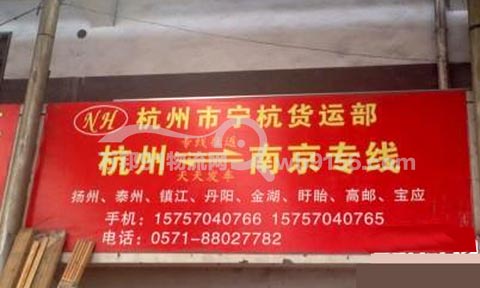 NH 杭州市宁杭货运部
专线直达
杭州 南京专线
天天发车
扬州、泰州、镇江、丹阳、金湖、盱眙、高邮、宝应
手机：15757040766 15757040765
电话：0571-88027782